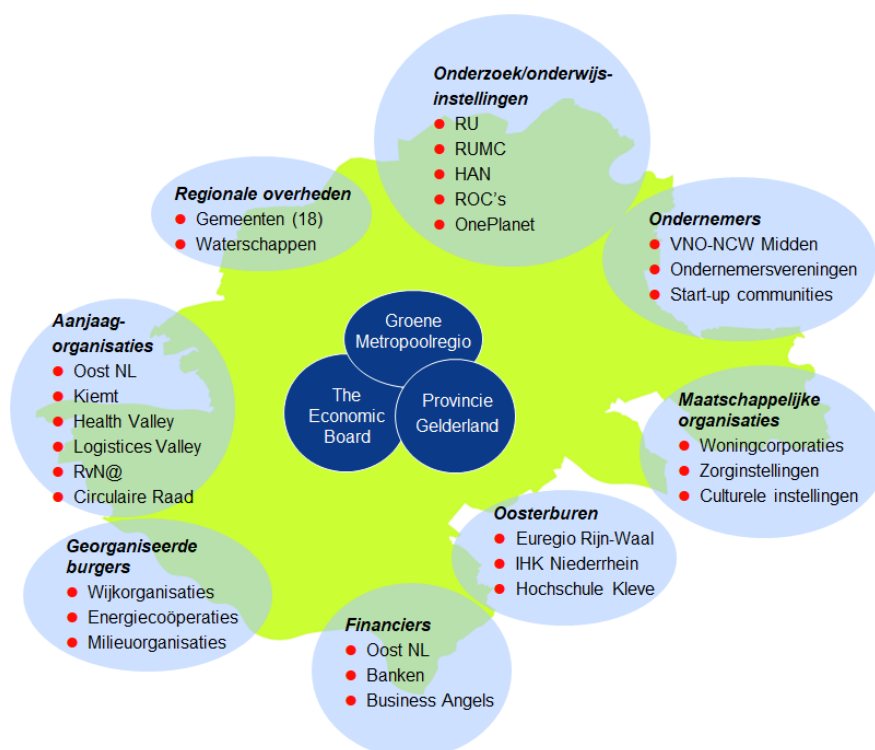 Onderzoek/onderwijs-
instellingen
RU
RUMC
HAN
ROC's
OnePlanet
Regionale overheden
Gemeenten (18)
Waterschappen
Ondernemers
VNO-NCW Midden
Ondernemersvereningen
Start-up communities
Aanjaag-
organisaties
Oost NL
Kiemt
Health Valley
Logistices Valley
RvN@
Circulaire Raad
Groene
Metropoolregio
The
Economic
Board
Provincie
Gelderland
Maatschappelijke
organisaties
Woningcorporaties
Zorginstellingen
Culturele instellingen
Oosterburen
Euregio Rijn-Waal
IHK Niederrhein
Hochschule Kleve
Georganiseerde
burgers
Wijkorganisaties
Energiecoöperaties
Milieuorganisaties
Financiers
Oost NL
Banken
Business Angels